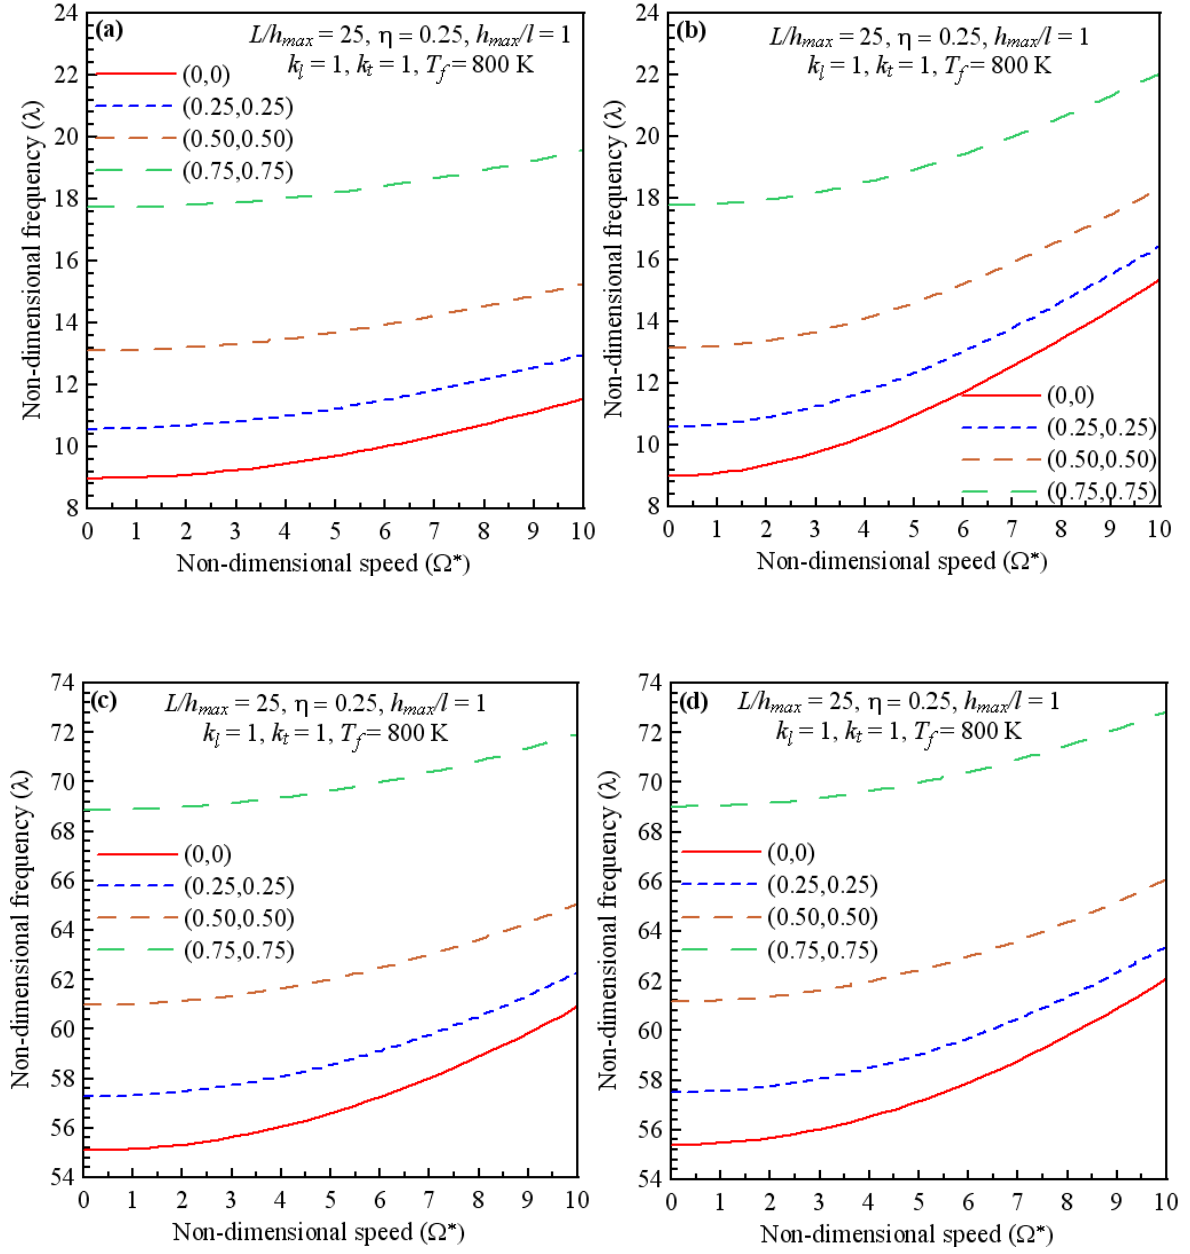 (a)
L/hmax = 25, η = 0.25, hmax/l = 1
kl = 1, kt = 1, Tf = 800 K
(0,0)
(0.25,0.25)
(0.50,0.50)
(0.75,0.75)
24
22
20
18
16
14
12
10
8
0 1 2 3 4 5 6 7 8 9 10
Non-dimensional frequency (λ)
Non-dimensional speed (Ω*)
(b)
L/hmax = 25, η = 0.25, hmax/l = 1
kl = 1, kt = 1, Tf = 800 K
24
22
20
18
16
14
12
10
8
(0,0)
(0.25,0.25)
(0.50,0.50)
(0.75,0.75)
0 1 2 3 4 5 6 7 8 9 10
Non-dimensional frequency (λ)
Non-dimensional speed (Ω*)
(c)
L/hmax = 25, η = 0.25, hmax/l = 1
kl = 1, kt = 1, Tf = 800 K
74
72
70
68
66
64
62
60
58
56
54
(0,0)
(0.25,0.25)
(0.50,0.50)
(0.75,0.75)
0 1 2 3 4 5 6 7 8 9 10
Non-dimensional frequency (λ)
Non-dimensional speed (Ω*)
(d)
L/hmax = 25, η = 0.25, hmax/l = 1
kl = 1, kt = 1, Tf = 800 K
74
72
70
68
66
64
62
60
58
56
54
(0,0)
(0.25,0.25)
(0.50,0.50)
(0.75,0.75)
0 1 2 3 4 5 6 7 8 9 10
Non-dimensional frequency (λ)
Non-dimensional speed (Ω*)